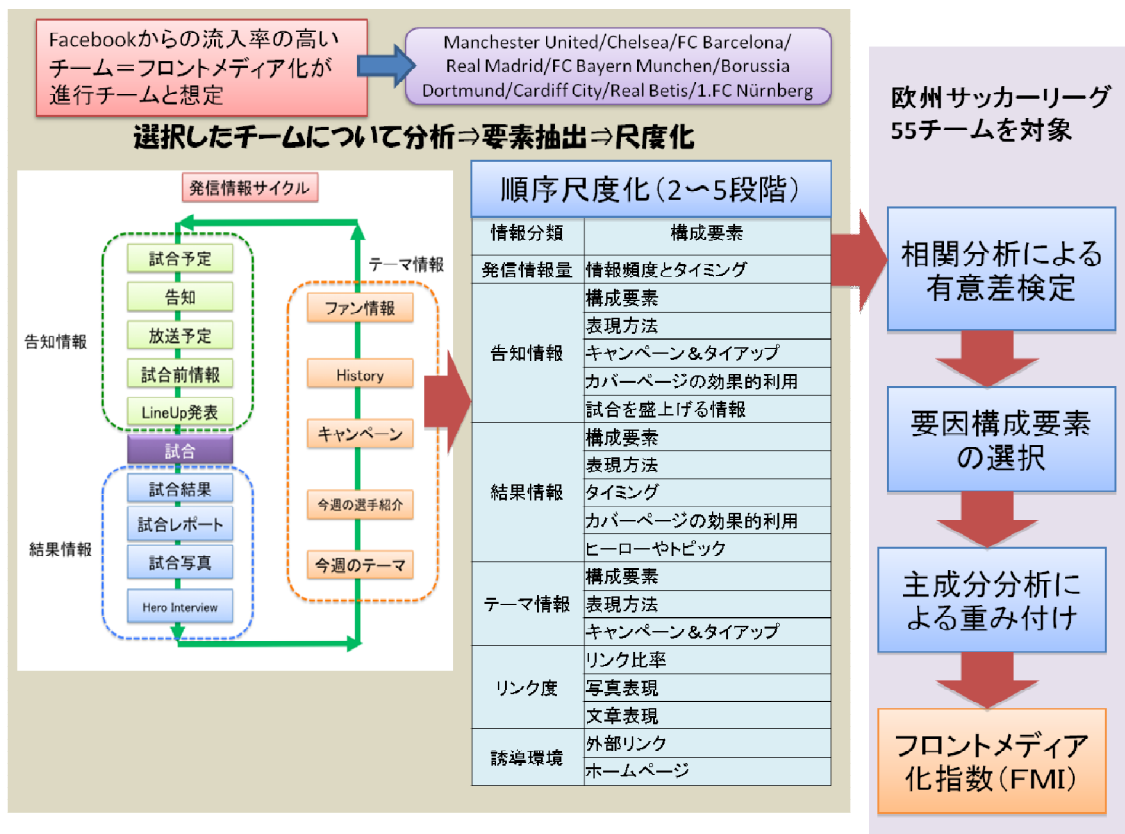 Facebookからの流入率の高い
チーム＝フロントメディア化が
進行チームと想定
Manchester United/Chelsea/FC Barcelona/
Real Madrid/FC Bayern Munchen/Borussia
Dortmund/Cardiff City/Real Betis/1.FC Nürnberg
選択したチームについて分析⇒要素抽出⇒尺度化
発信情報サイクル
告知情報
試合予定
告知
放送予定
試合前情報
LineUp発表
試合
結果情報
試合結果
試合レポート
試合写真
Hero Interview
テーマ情報
ファン情報
History
キャンペーン
今週の選手紹介
今週のテーマ
順序尺度化（2～5段階）
情報分類 構成要素
発信情報量 情報頻度とタイミング
告知情報
構成要素
表現方法
キャンペーン＆タイアップ
カバーページの効果的利用
試合を盛上げる情報
結果情報
構成要素
表現方法
タイミング
カバーページの効果的利用
ヒーローやトピック
テーマ情報
構成要素
表現方法
キャンペーン＆タイアップ
リンク度
リンク比率
写真表現
文章表現
誘導環境
外部リンク
ホームページ
欧州サッカーリーグ
55チームを対象
相関分析による
有意差検定
要因構成要素
の選択
主成分分析に
よる重み付け
フロントメディア
化指数（FMI）